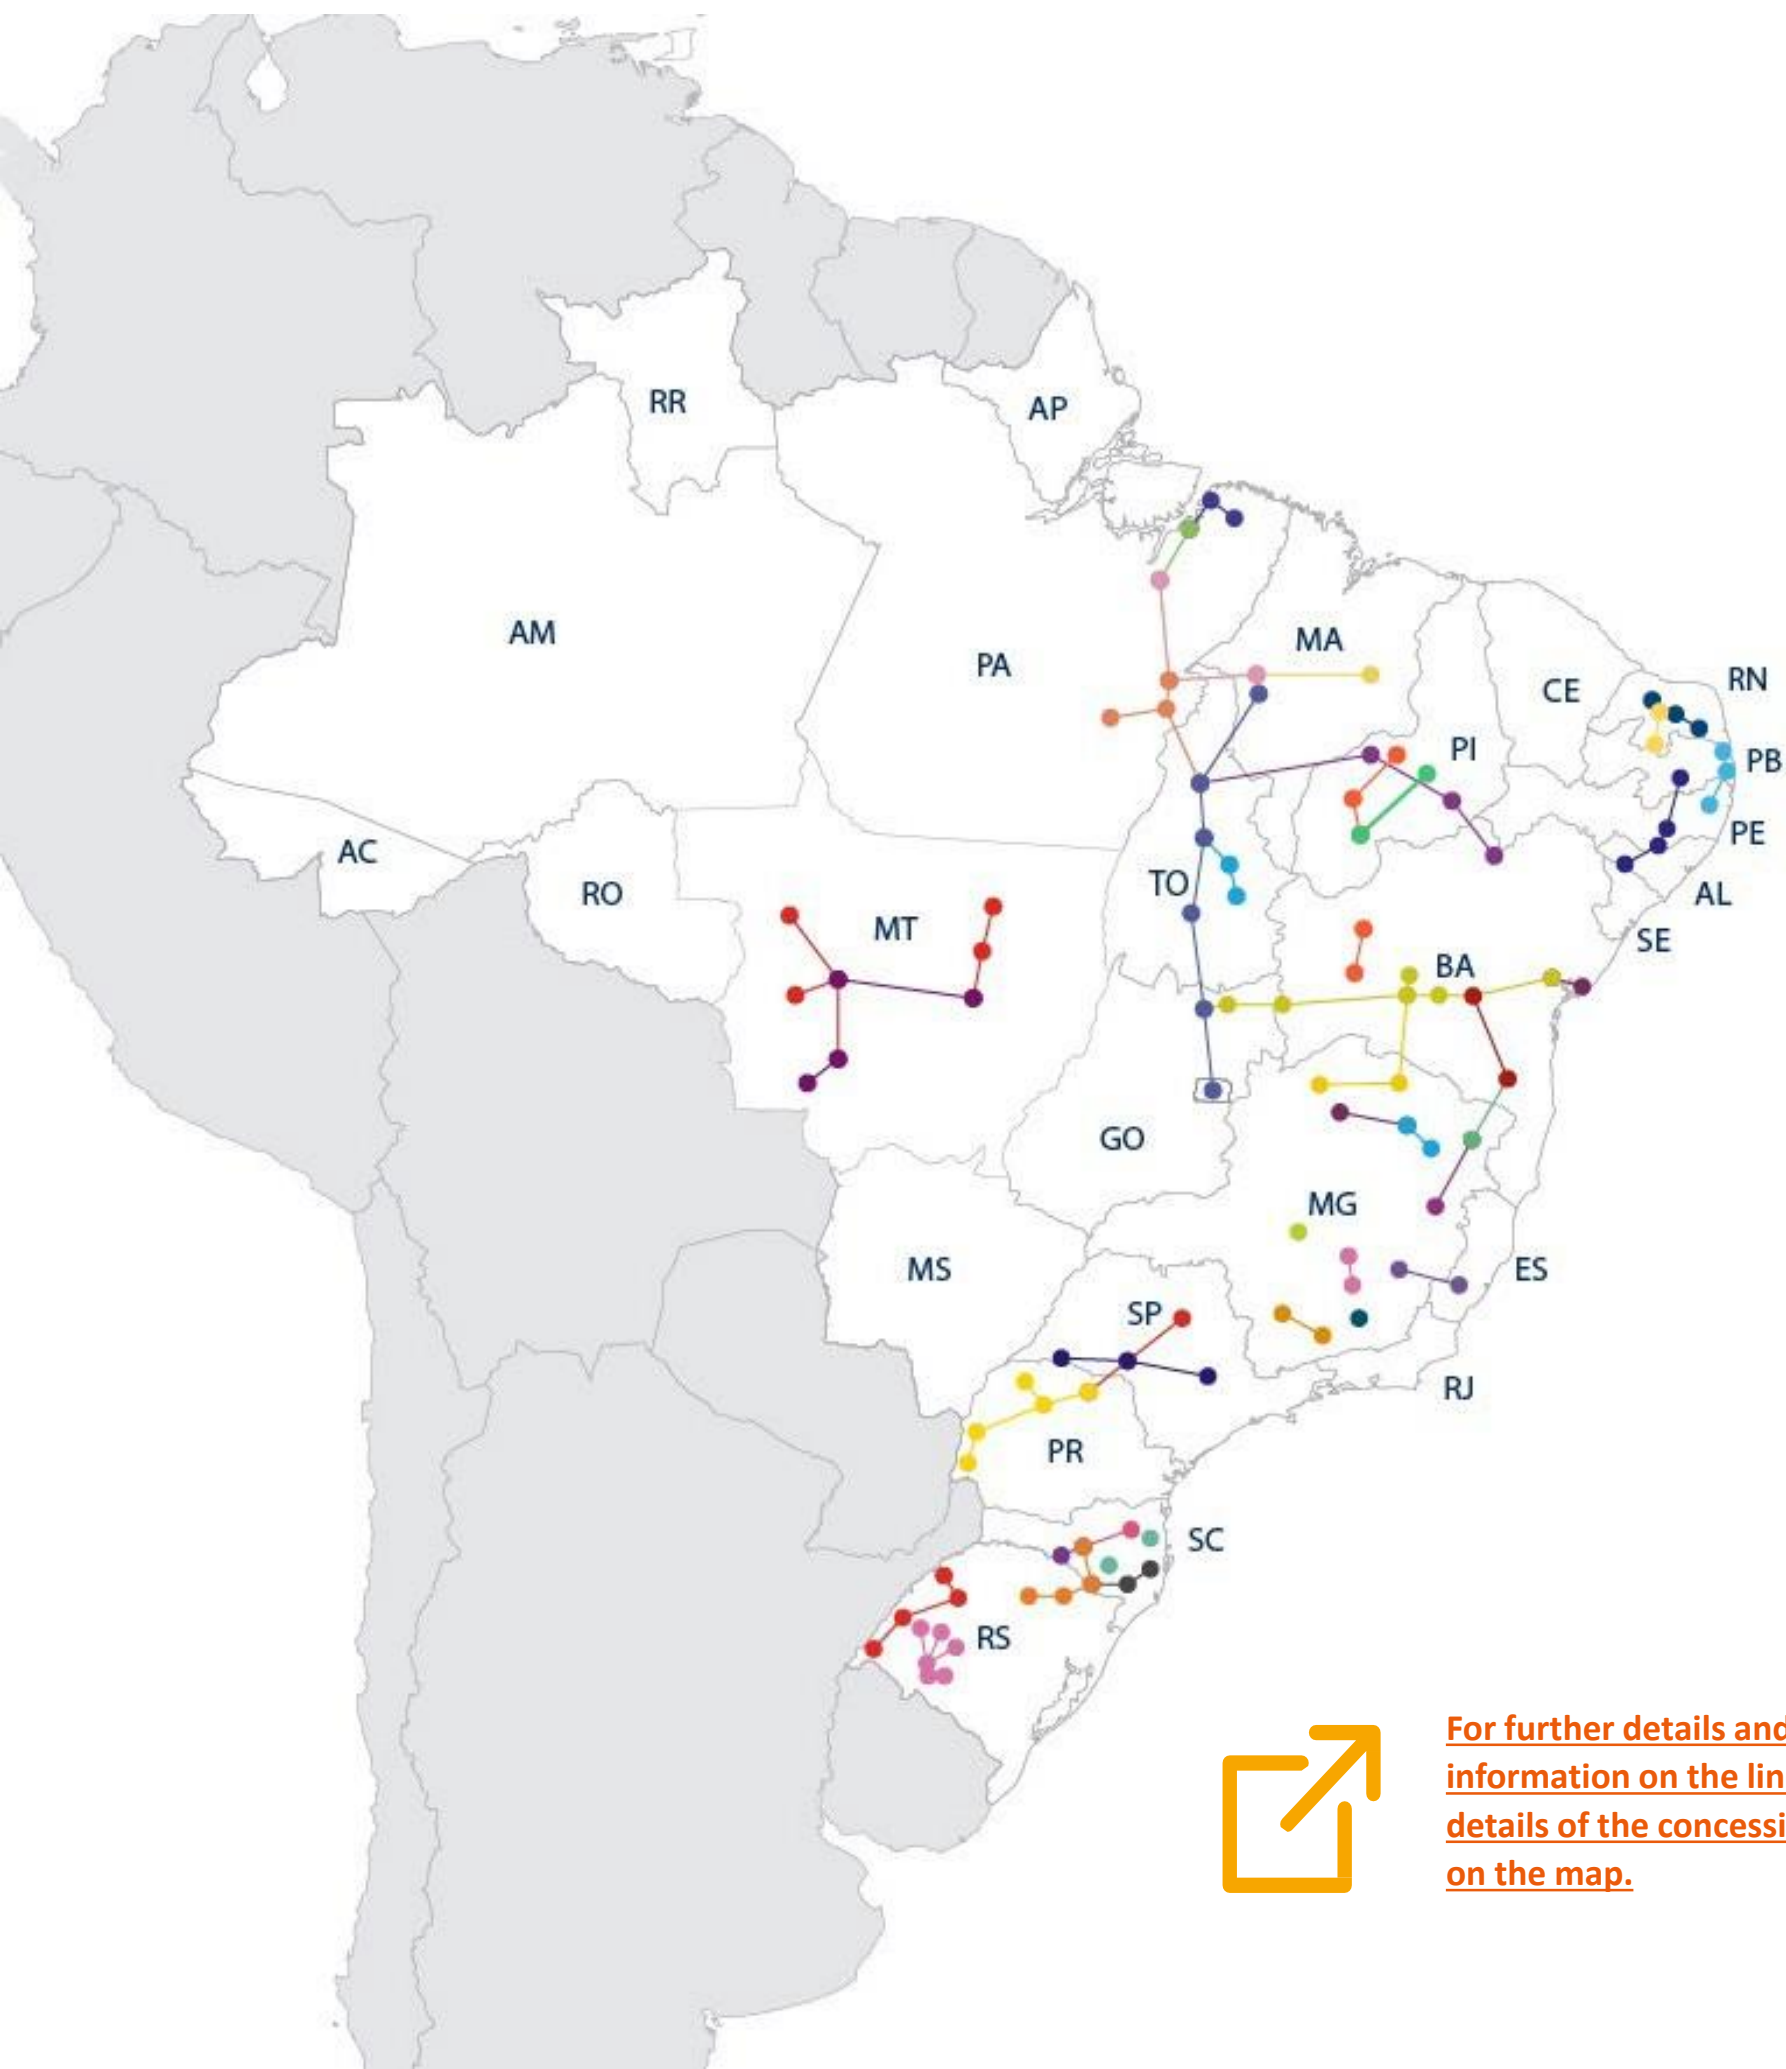 RR
AP
AM
PA
MA
CE
RN
PI
PB
PE
AC
RO
TO
AL
MT
SE
BA
GO
MG
MS
ES
SP
RJ
PR
SC
RS
For further details and
information on the
details of the
on the map.